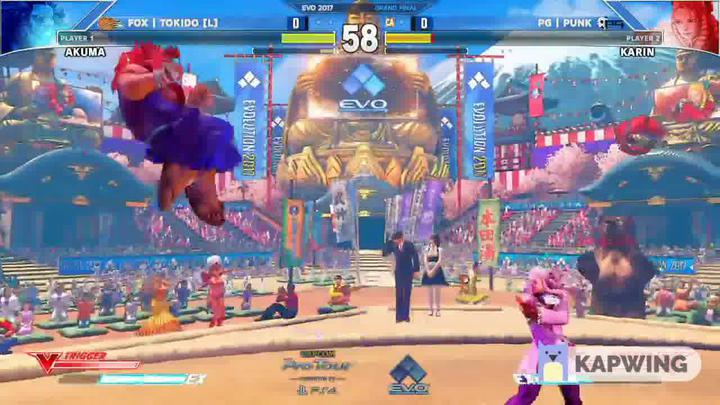 EVO 2017
GRAND FINAL
FOX | TOKIDO [L]
0
CA
0
PG | PUNK
PLAYER 1
58
PLAYER 2
AKUMA
KARIN
EVO
EVOLUTION 2017
EVOLUTION 2017
TRIGGER
CAPCOM
Pro Tour
PS4
EVO
EX
KAPWING